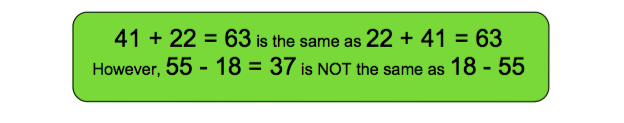 41 + 22 = 63 is the same as 22 + 41 = 63
However, 55 - 18 = 37 is NOT the same as 18 - 55